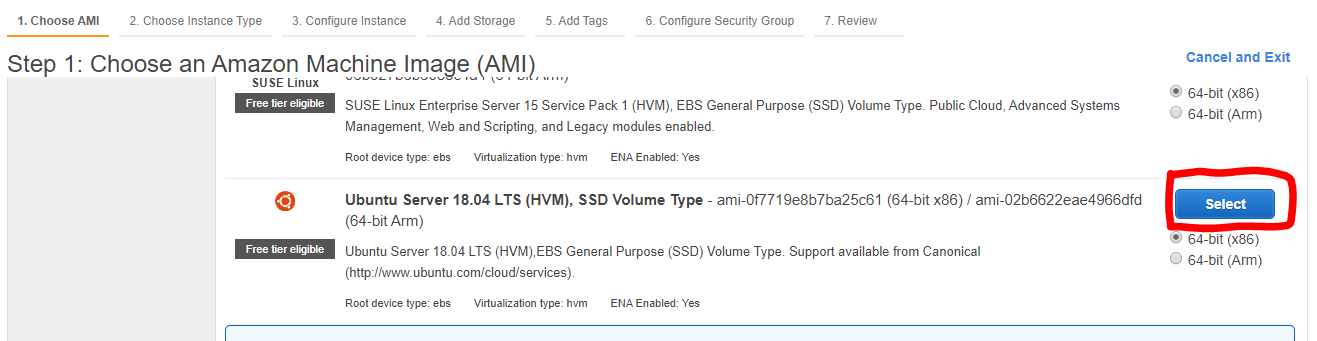 1. Choose AMI 2. Choose Instance Type 3. Configure Instance 4. Add Storage 5. Add Tags 6. Configure Security Group 7. Review
Step 1: Choose an Amazon Machine Image (AMI)
Cancel and Exit
SUSE Linux
Free tier eligible
SUSE Linux Enterprise Server 15 Service Pack 1 (HVM), EBS General Purpose (SSD) Volume Type. Public Cloud, Advanced Systems
Management, Web and Scripting, and Legacy modules enabled.
Root device type: ebs Virtualization type: hvm ENA Enabled: Yes
64-bit (x86)
64-bit (Arm)
Ubuntu Server 18.04 LTS (HVM), SSD Volume Type - ami-0f7719e8b7ba25c61 (64-bit x86) / ami-02b6622eae4966dfd
(64-bit Arm)
Free tier eligible
Ubuntu Server 18.04 LTS (HVM),EBS General Purpose (SSD) Volume Type. Support available from Canonical
(http://www.ubuntu.com/cloud/services).
Root device type: ebs Virtualization type: hvm ENA Enabled: Yes
Select
64-bit (x86)
64-bit (Arm)